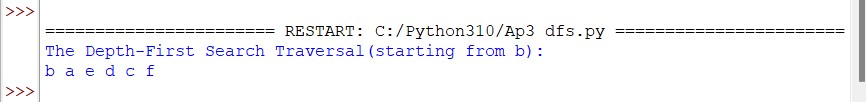 >>>
======================= RESTART: C:/Python310/Ap3 dfs.py =======================
The Depth-First Search Traversal(starting from b):
b a e d c f
>>>